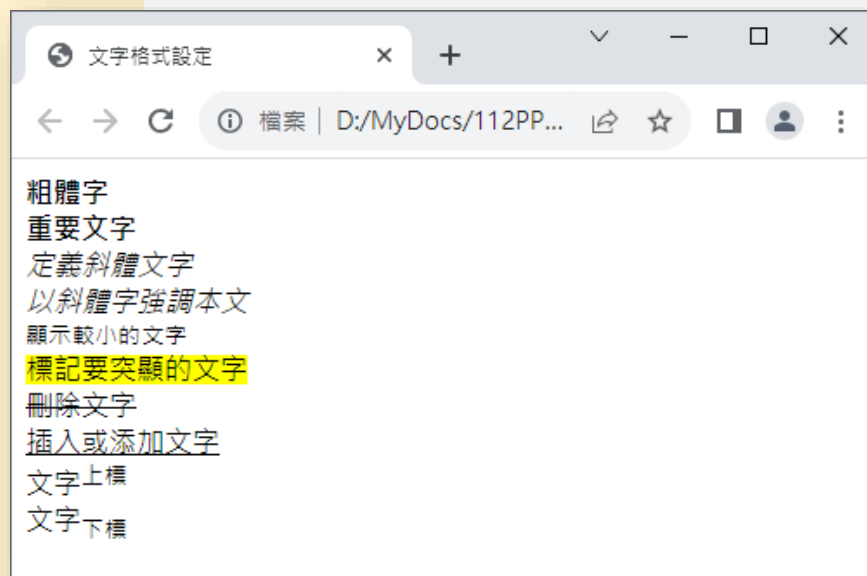 文字格式設定
檔案 D:/MyDocs/112PP...
粗體字
重要文字
定義斜體文字
以斜體字強調本文
顯示較小的文字
標記要突顯的文字
刪除文字
插入或添加文字
文字上標
文字下標